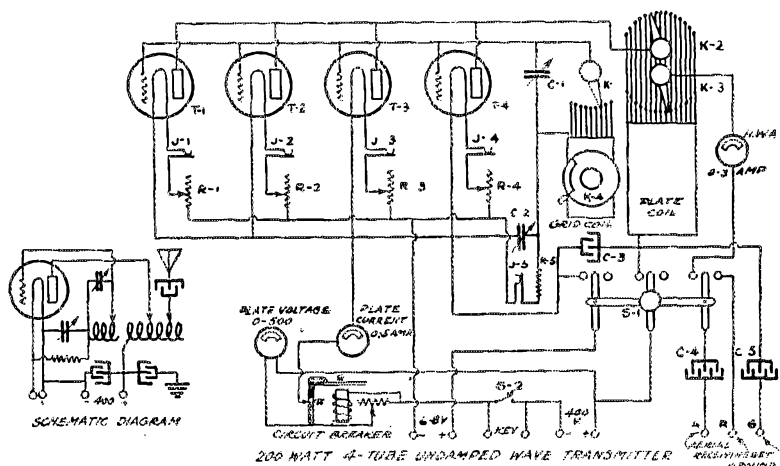 K-2
K-3
C-1
K-
T-1
T-2
T-3
T-4
J-1
J-2
J-3
J-4
H.W.A.
0-3 AMP
R-1
R-2
R-3
R-4
K-4
GRID COIL
PLATE
COIL
C-2
J-5
R-5
C-3
S-1
PLATE VOLTAGE
0-500
PLATE
CURRENT
0.5 AMP.
C-4
C-5
400
SCHEMATIC DIAGRAM
S-2
CIRCUIT BREAKER
- 6-8V +
KEY
400
V
- +
A
R
G
AERIAL
RECEIVING SET
GROUND
200 WATT 4-TUBE UNDAMPED WAVE TRANSMITTER